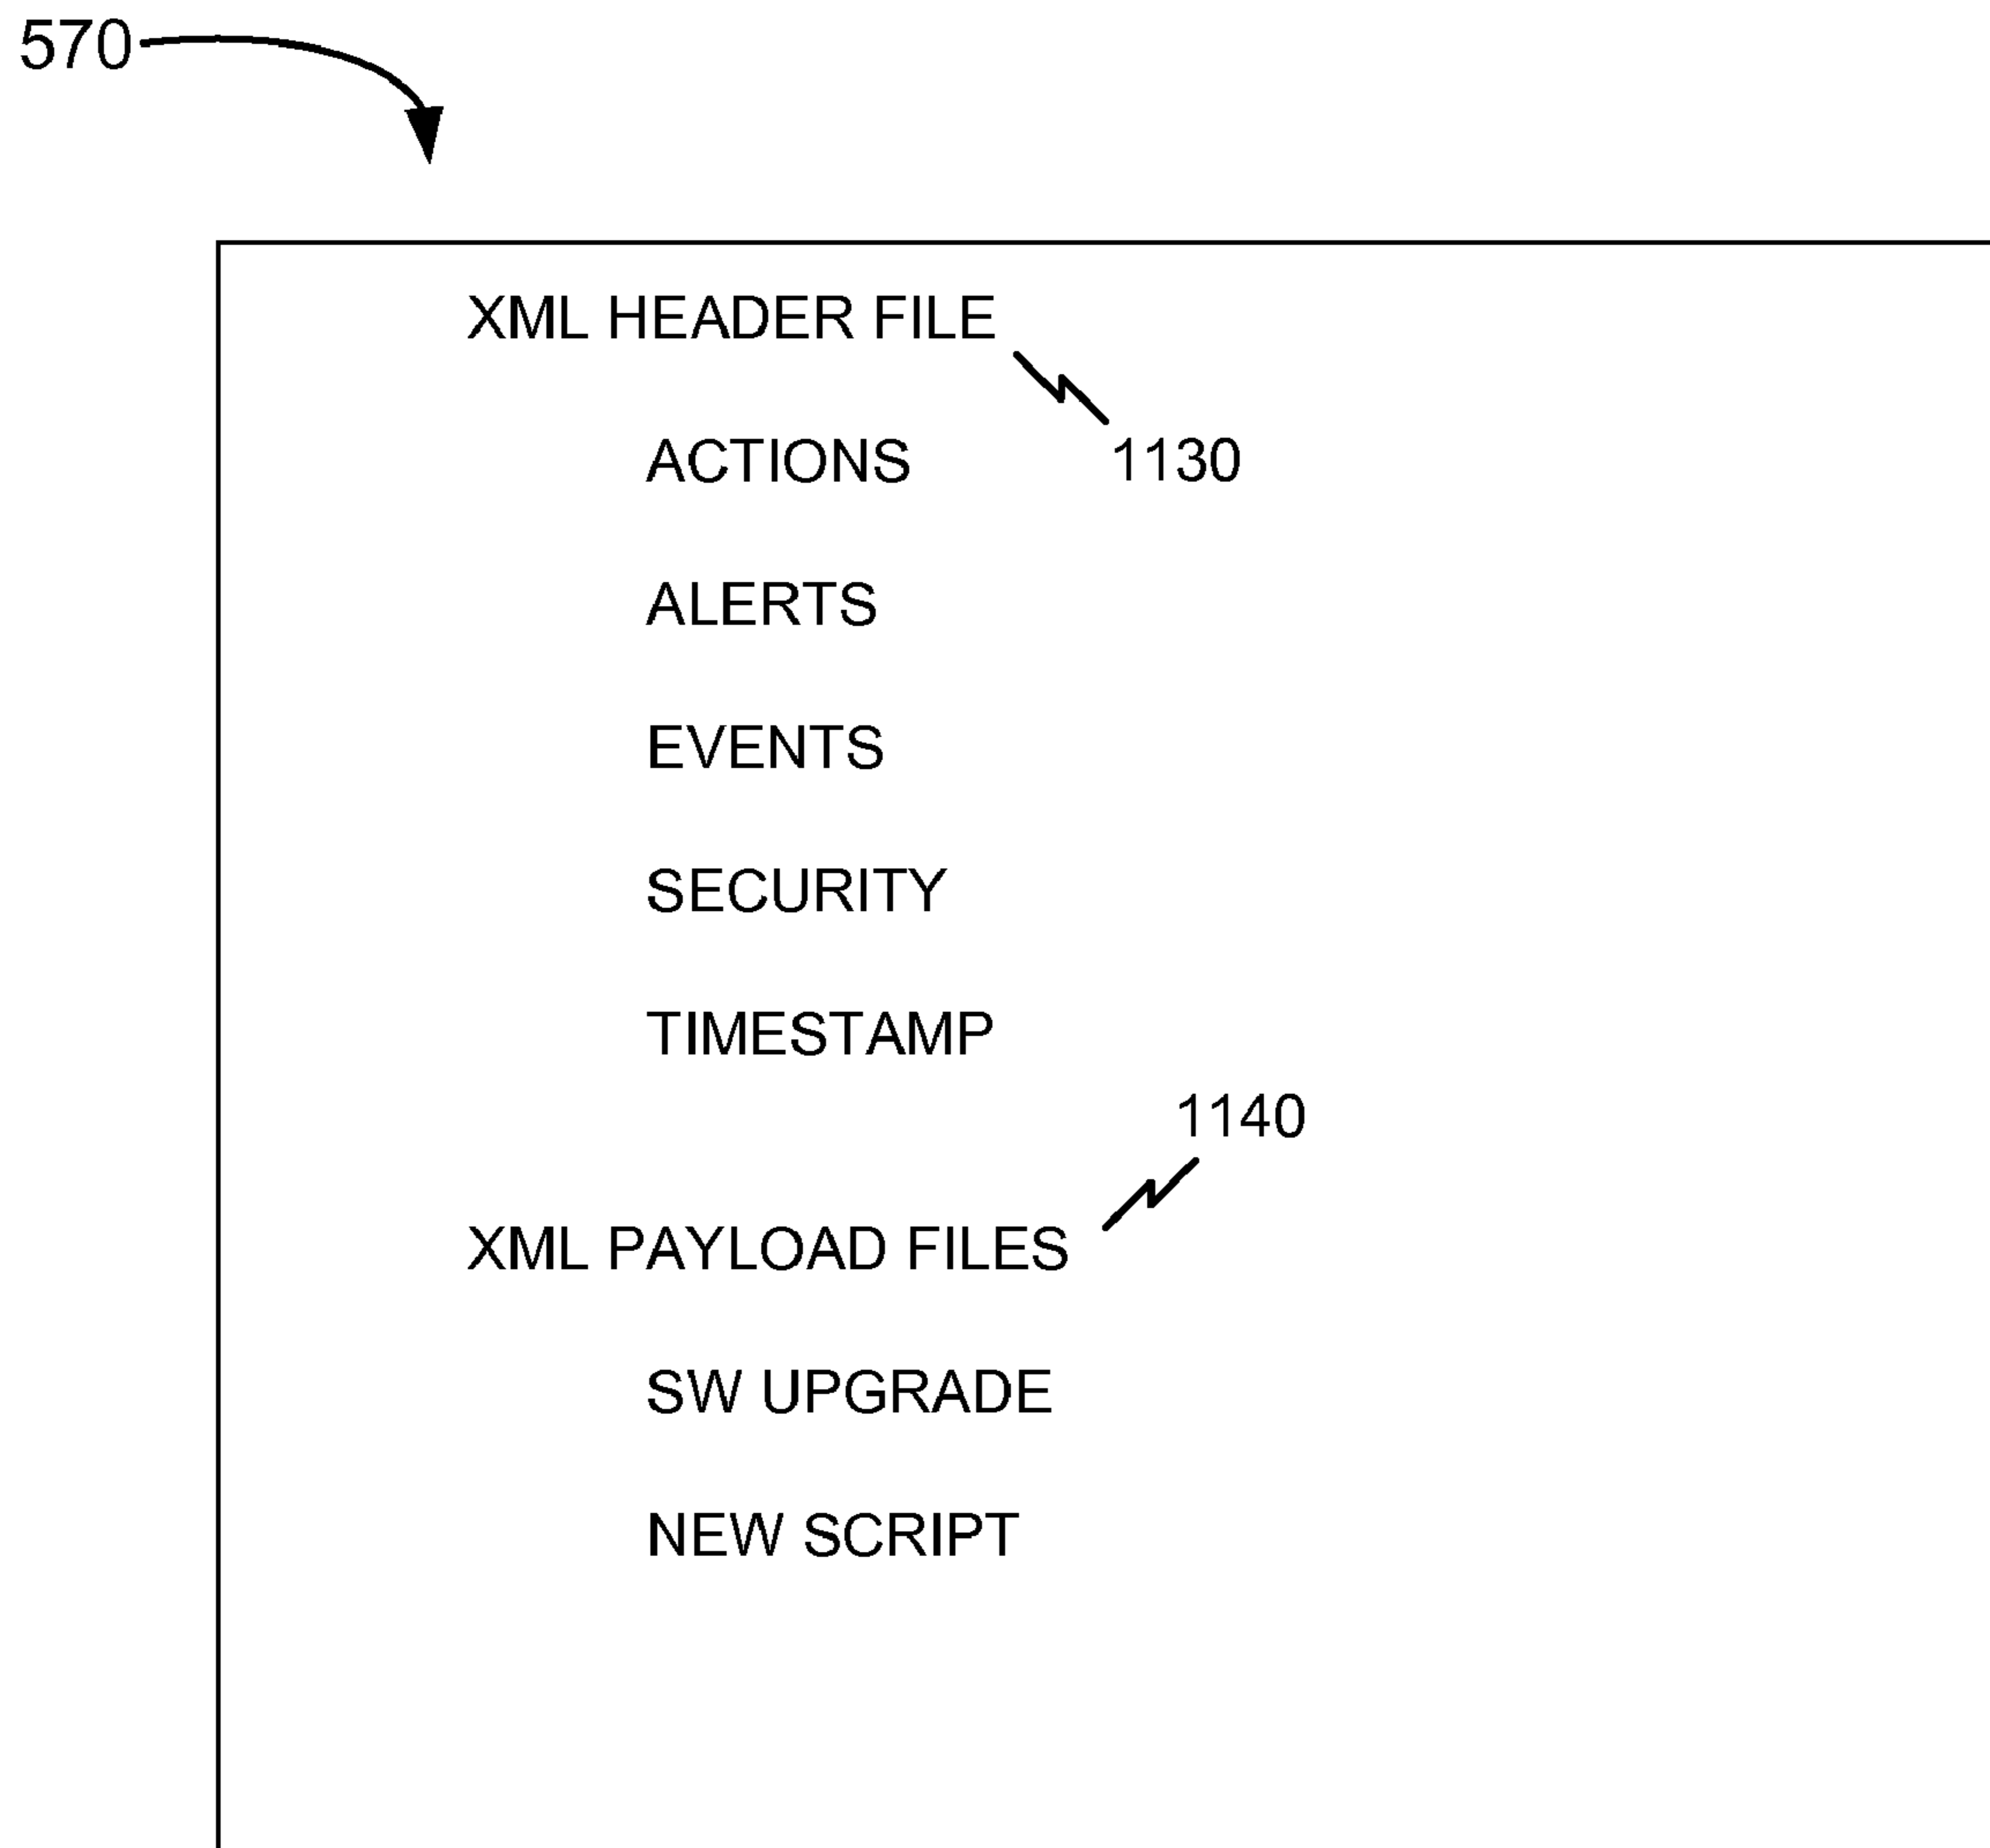 570
XML HEADER FILE
1130
ACTIONS
ALERTS
EVENTS
SECURITY
TIMESTAMP
1140
XML PAYLOAD FILES
SW UPGRADE
NEW SCRIPT